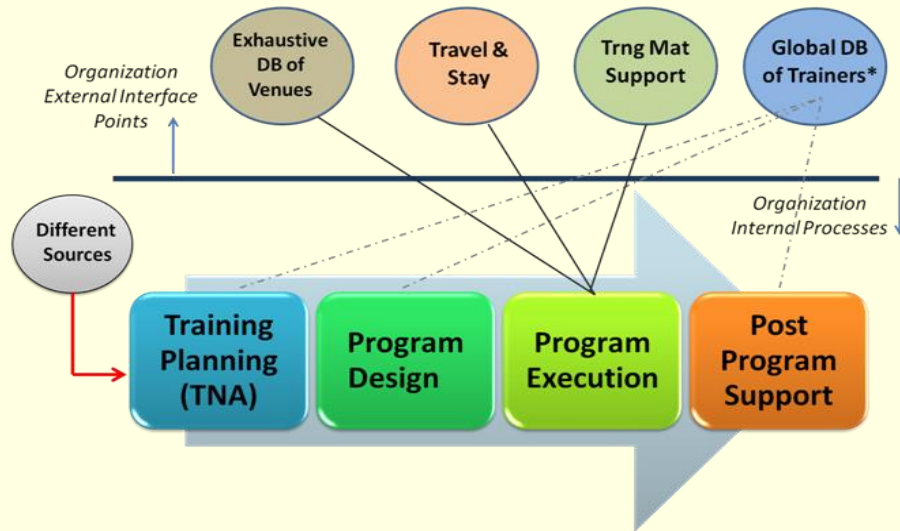 Exhaustive
DB of
Venues
Travel &
Stay
Trng Mat
Support
Global DB
of Trainers*
Organization
External Interface
Points
Different
Sources
Organization
Internal Processes
Training
Planning
(TNA)
Program
Design
Program
Execution
Post
Program
Support